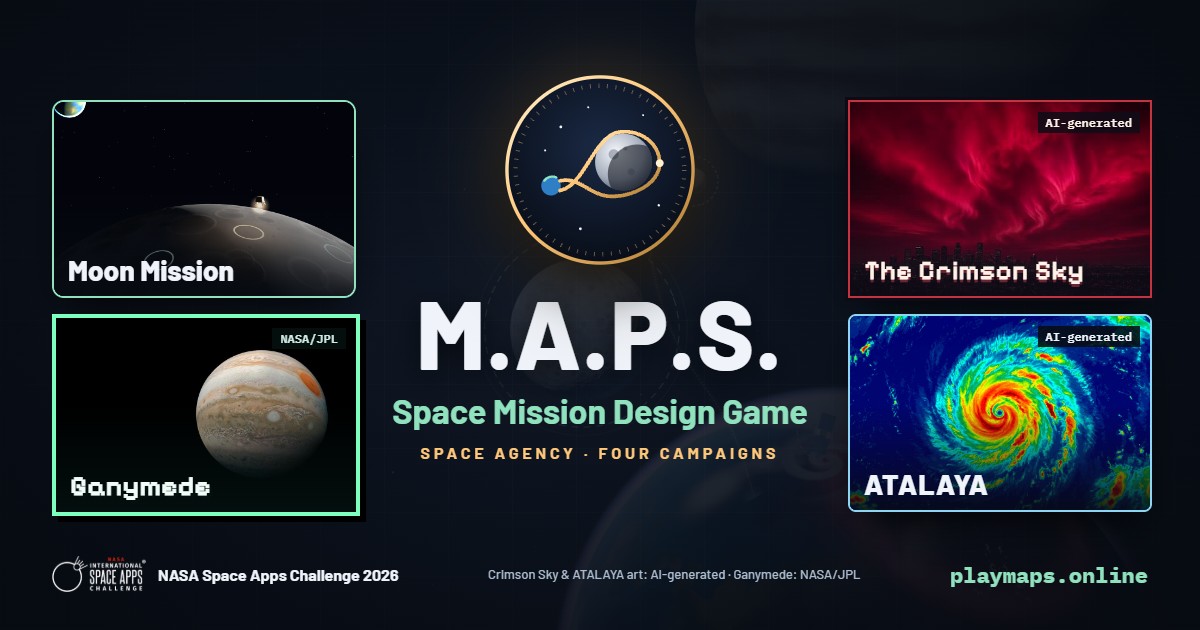 Moon Mission
NASA/JPL
Ganymede
M.A.P.S.
Space Mission Design Game
SPACE AGENCY · FOUR CAMPAIGNS
AI-generated
The Crimson Sky
AI-generated
ATALAYA
NASA
INTERNATIONAL
SPACE APPS
CHALLENGE
NASA Space Apps Challenge 2026
Crimson Sky & ATALAYA art: AI-generated · Ganymede: NASA/JPL
playmaps.online